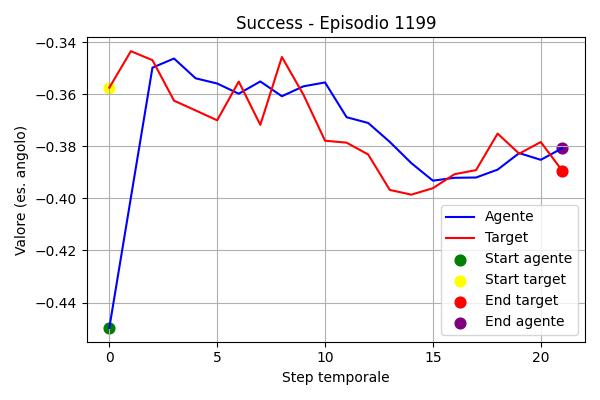 Success - Episodio 1199
Valore (es. angolo)
−0.34
−0.36
−0.38
−0.40
−0.42
−0.44
0
5
10
15
20
Step temporale
Agente
Target
Start agente
Start target
End target
End agente